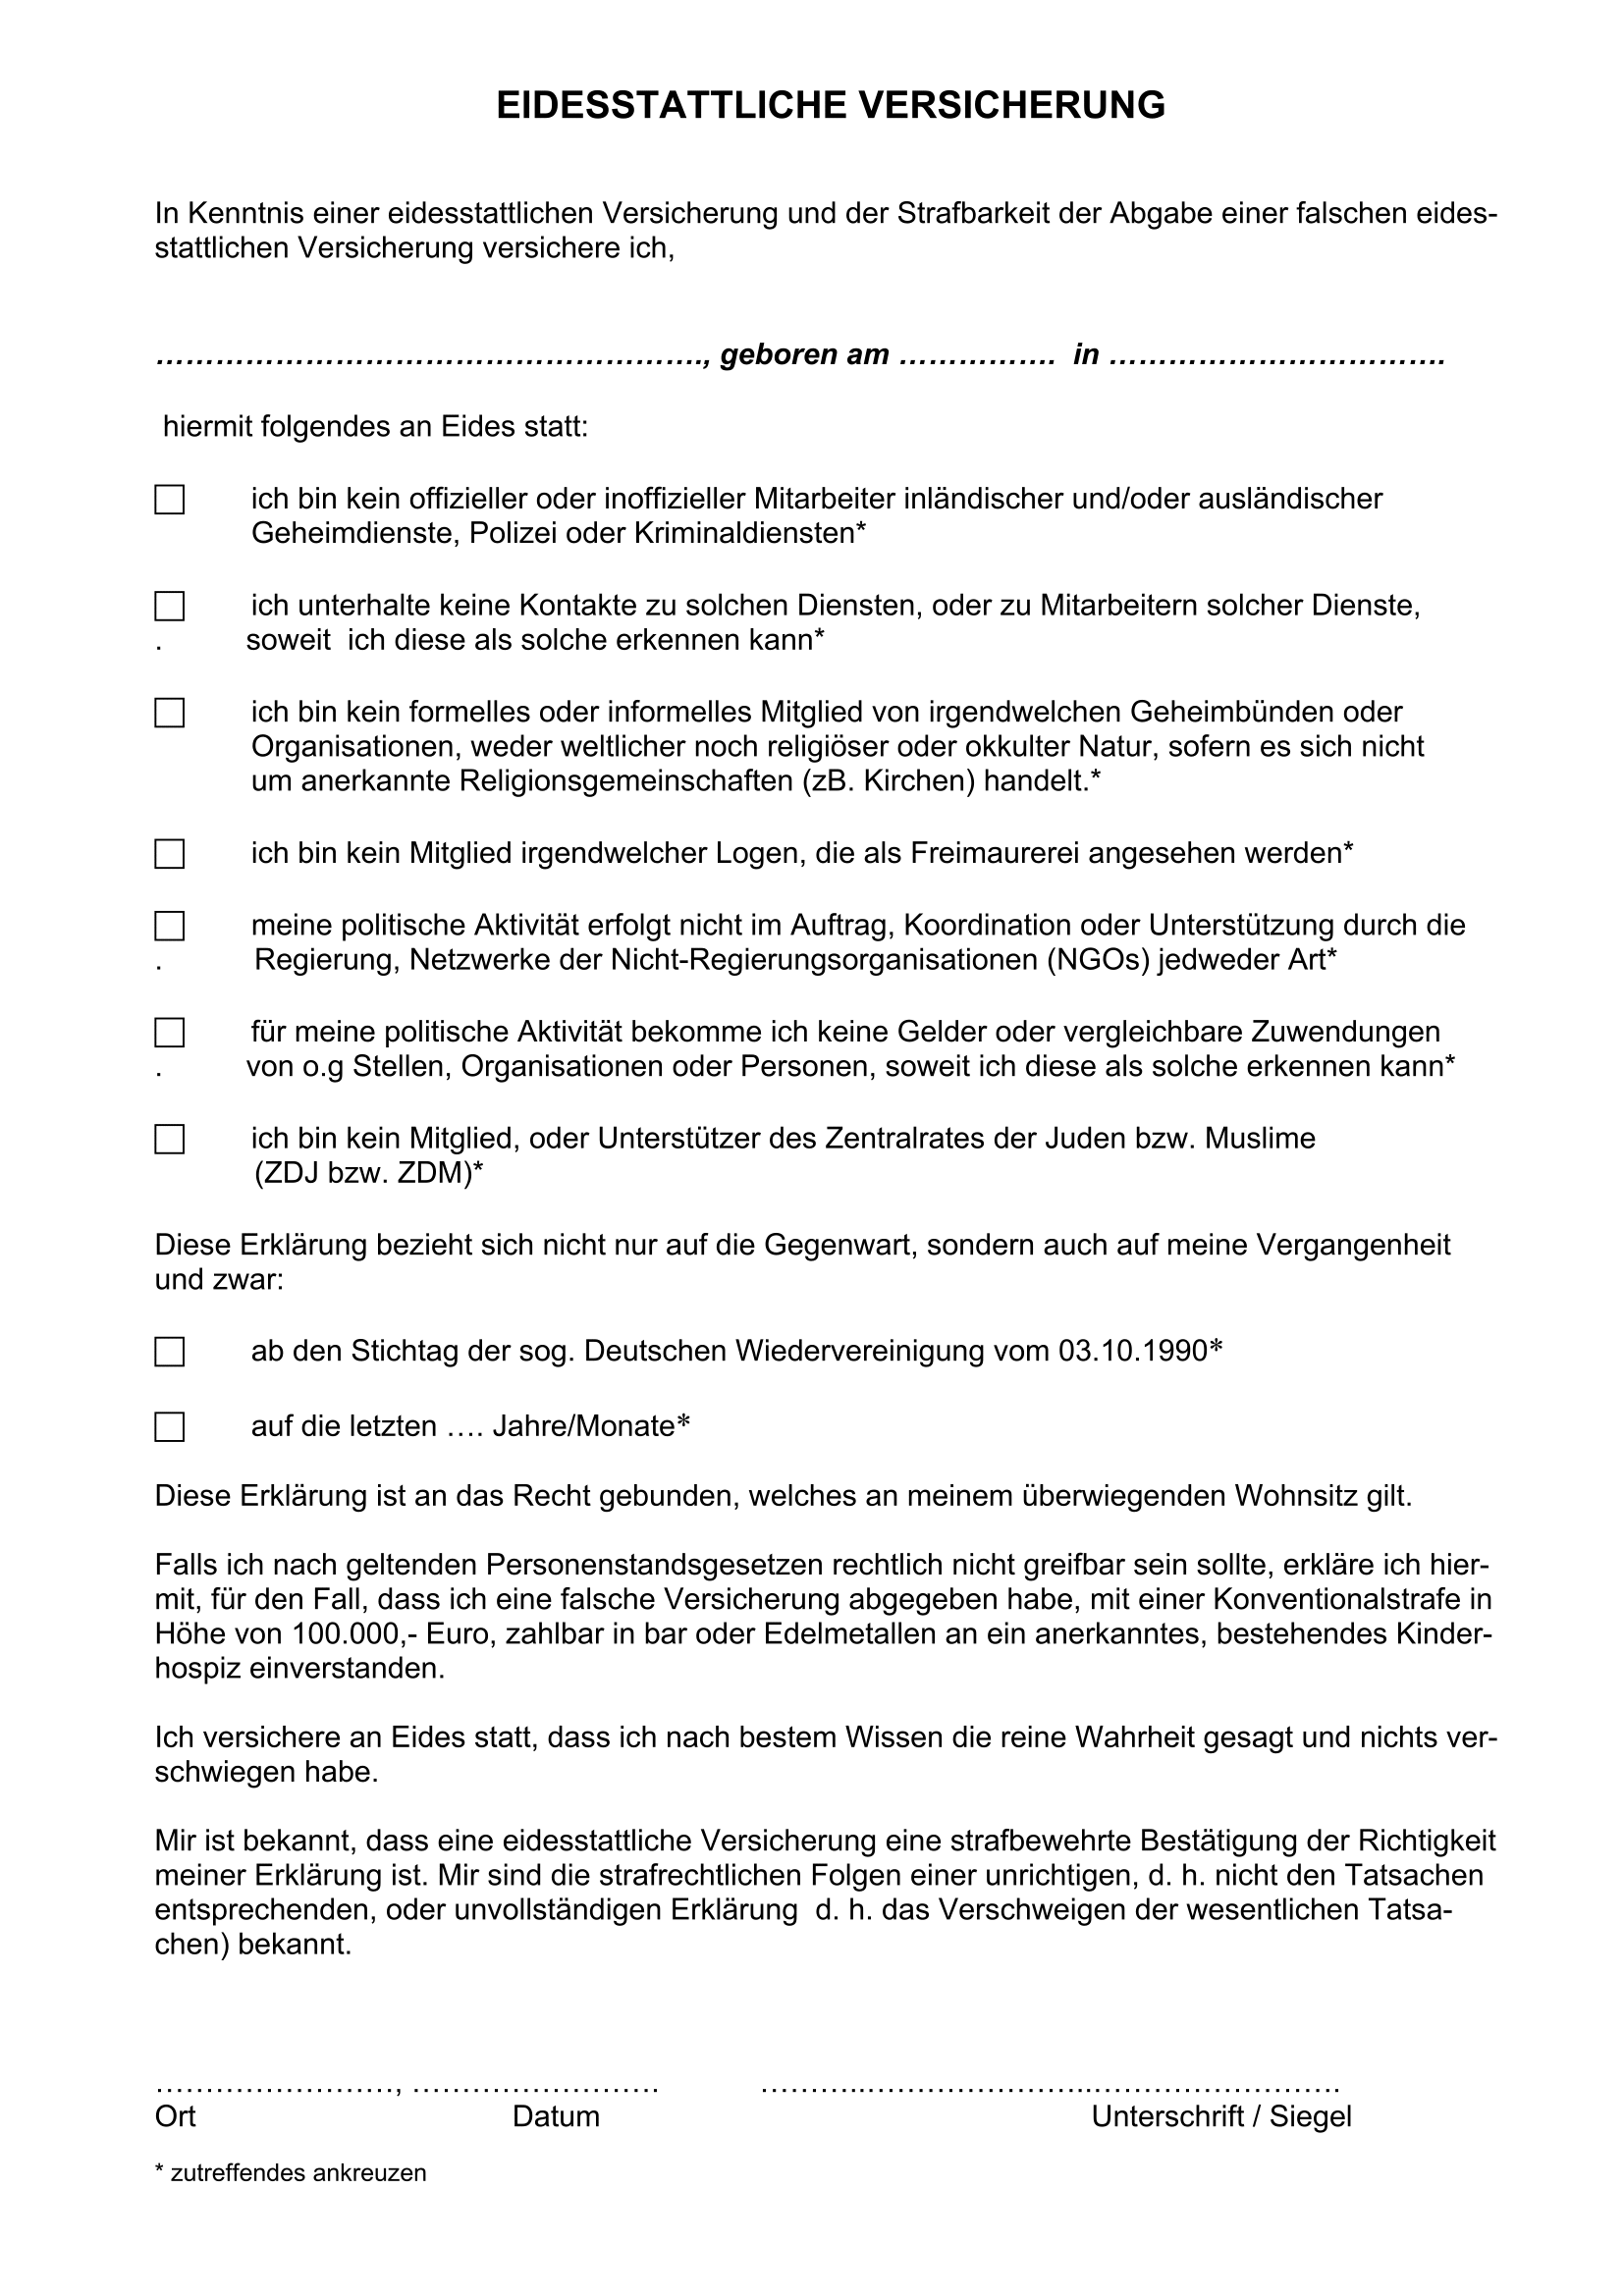 EIDESSTATTLICHE VERSICHERUNG
In Kenntnis einer eidesstattlichen Versicherung und der Strafbarkeit der Abgabe einer falschen eides-
stattlichen Versicherung versichere ich,
……………………………………………….., geboren am ……………. in …………………………….
hiermit folgendes an Eides statt:
ich bin kein offizieller oder inoffizieller Mitarbeiter inländischer und/oder ausländischer
Geheimdienste, Polizei oder Kriminaldiensten*
ich unterhalte keine Kontakte zu solchen Diensten, oder zu Mitarbeitern solcher Dienste,
. soweit ich diese als solche erkennen kann*
ich bin kein formelles oder informelles Mitglied von irgendwelchen Geheimbünden oder
Organisationen, weder weltlicher noch religiöser oder okkulter Natur, sofern es sich nicht
um anerkannte Religionsgemeinschaften (zB. Kirchen) handelt.*
ich bin kein Mitglied irgendwelcher Logen, die als Freimaurerei angesehen werden*
meine politische Aktivität erfolgt nicht im Auftrag, Koordination oder Unterstützung durch die
. Regierung, Netzwerke der Nicht-Regierungsorganisationen (NGOs) jedweder Art*
für meine politische Aktivität bekomme ich keine Gelder oder vergleichbare Zuwendungen
. von o.g Stellen, Organisationen oder Personen, soweit ich diese als solche erkennen kann*
ich bin kein Mitglied, oder Unterstützer des Zentralrates der Juden bzw. Muslime
(ZDJ bzw. ZDM)*
Diese Erklärung bezieht sich nicht nur auf die Gegenwart, sondern auch auf meine Vergangenheit
und zwar:
ab den Stichtag der sog. Deutschen Wiedervereinigung vom 03.10.1990*
auf die letzten …. Jahre/Monate*
Diese Erklärung ist an das Recht gebunden, welches an meinem überwiegenden Wohnsitz gilt.
Falls ich nach geltenden Personenstandsgesetzen rechtlich nicht greifbar sein sollte, erkläre ich hier-
mit, für den Fall, dass ich eine falsche Versicherung abgegeben habe, mit einer Konventionalstrafe in
Höhe von 100.000,- Euro, zahlbar in bar oder Edelmetallen an ein anerkanntes, bestehendes Kinder-
hospiz einverstanden.
Ich versichere an Eides statt, dass ich nach bestem Wissen die reine Wahrheit gesagt und nichts ver-
schwiegen habe.
Mir ist bekannt, dass eine eidesstattliche Versicherung eine strafbewehrte Bestätigung der Richtigkeit
meiner Erklärung ist. Mir sind die strafrechtlichen Folgen einer unrichtigen, d. h. nicht den Tatsachen
entsprechenden, oder unvollständigen Erklärung d. h. das Verschweigen der wesentlichen Tatsa-
chen) bekannt.
……………………, ……………………. ………..…………………..…………………….
Ort Datum Unterschrift / Siegel
* zutreffendes ankreuzen